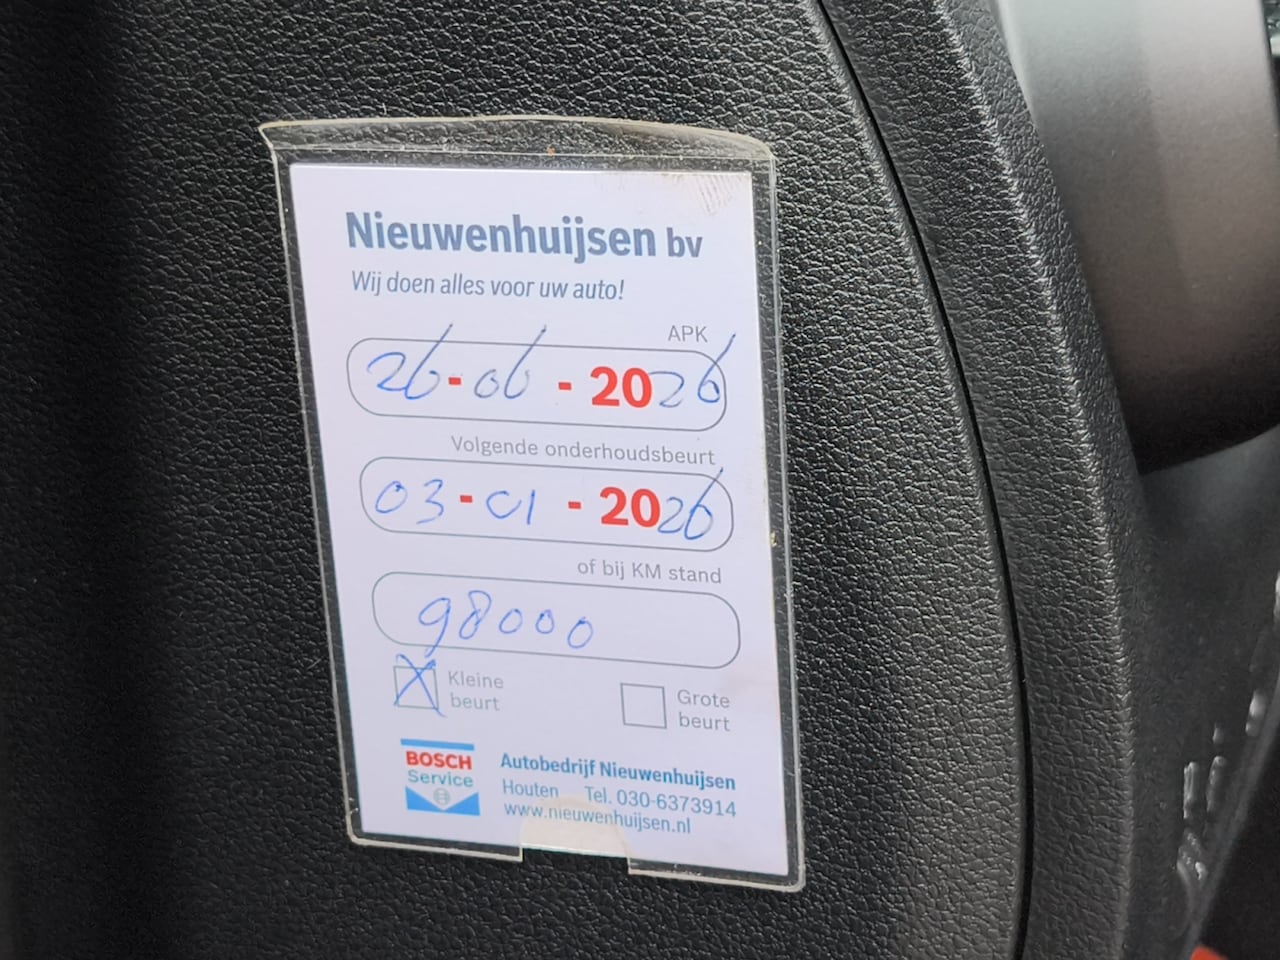 Nieuwenhuijsen bv
Wij doen alles voor uw auto!
APK
26-06-2026
Volgende onderhoudsbeurt
03-01-2026
of bij KM stand
98000
X Kleine beurt
Grote beurt
BOSCH
Service
Autobedrijf Nieuwenhuijsen
Houten Tel. 030-6373914
www.nieuwenhuijsen.nl